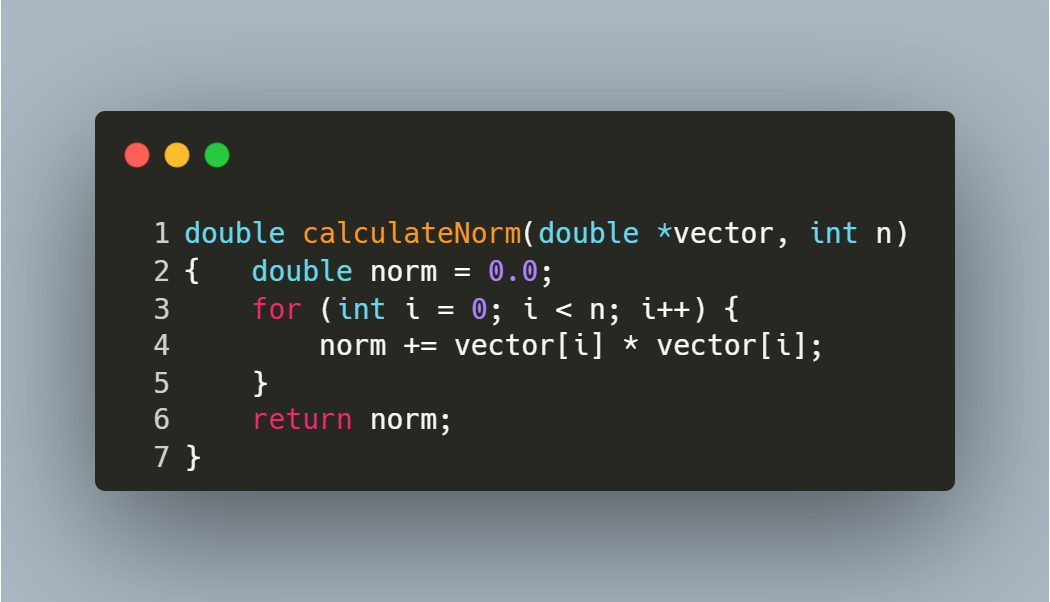 1 double calculateNorm(double *vector, int n)
2 {   double norm = 0.0;
3     for (int i = 0; i < n; i++) {
4         norm += vector[i] * vector[i];
5     }
6     return norm;
7 }